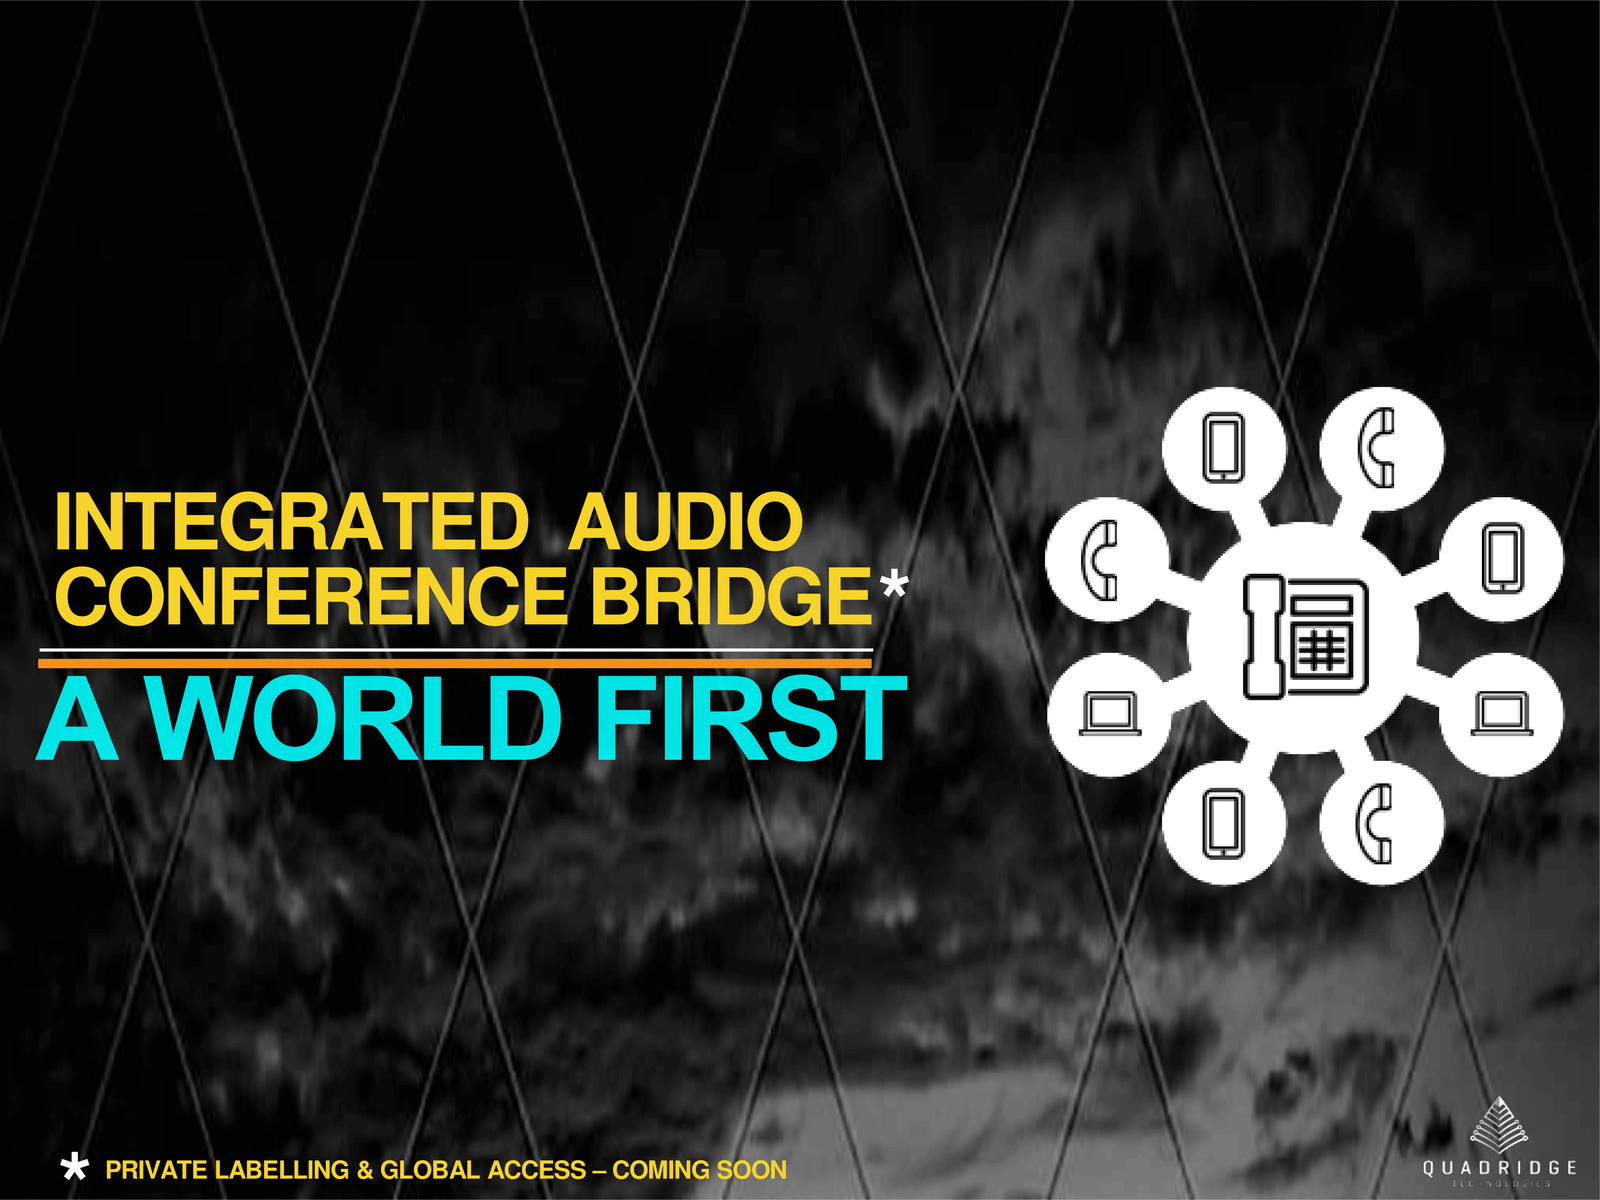 INTEGRATED AUDIO
CONFERENCE BRIDGE*
A WORLD FIRST
* PRIVATE LABELLING & GLOBAL ACCESS – COMING SOON
QUADRIDGE
TECHNOLOGIES